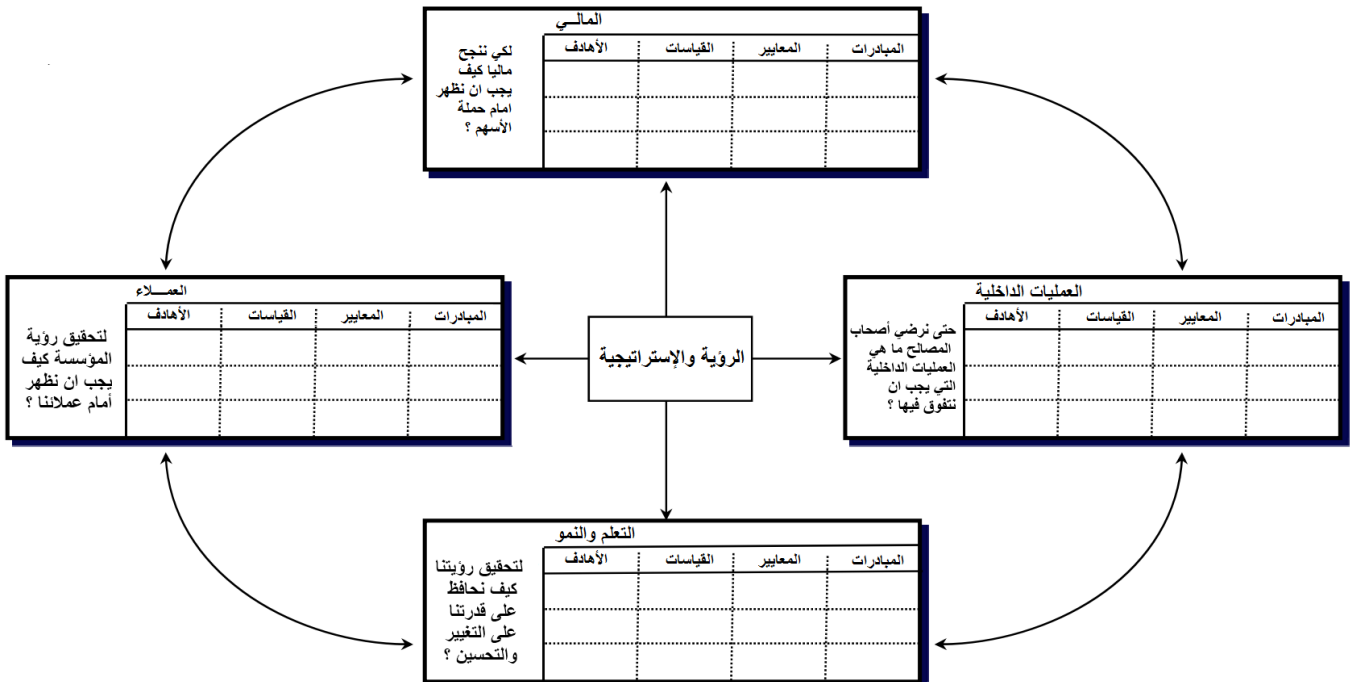 المالــي
لكي ننجح
ماليا كيف
يجب ان نظهر
امام حملة
الأسهم ؟
الأهادف القياسات المعايير المبادرات
العمـــلاء
لتحقيق رؤية
المؤسسة كيف
يجب ان نظهر
أمام عملائنا ؟
الأهادف القياسات المعايير المبادرات
الرؤية والإستراتيجية
العمليات الداخلية
حتى نرضي أصحاب
المصالح ما هي
العمليات الداخلية
التي يجب ان
نتفوق فيها ؟
الأهادف القياسات المعايير المبادرات
التعلم والنمو
لتحقيق رؤيتنا
كيف نحافظ
على قدرتنا
على التغيير
والتحسين ؟
الأهادف القياسات المعايير المبادرات